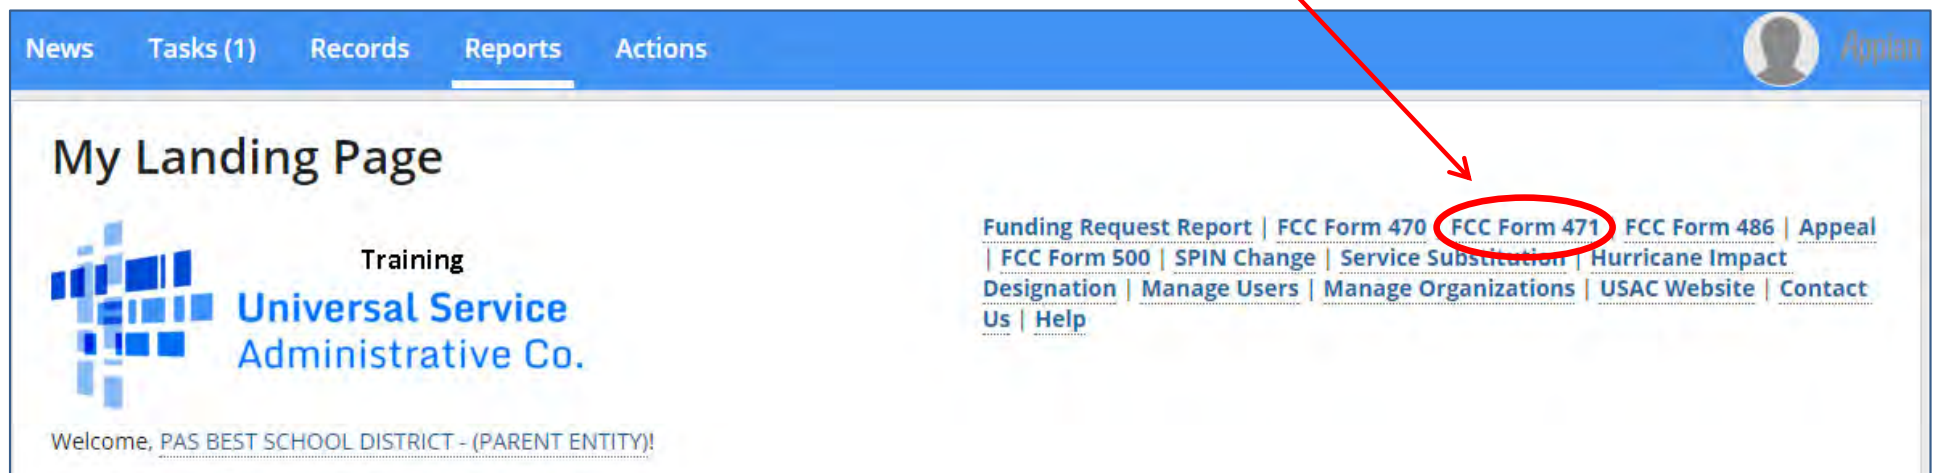 News Tasks (1) Records Reports Actions Appian
My Landing Page
Training
Universal Service
Administrative Co.
Funding Request Report | FCC Form 470 FCC Form 471 FCC Form 486 | Appeal
| FCC Form 500 | SPIN Change | Service Substitution | Hurricane Impact
Designation | Manage Users | Manage Organizations | USAC Website | Contact
Us | Help
Welcome, PAS BEST SCHOOL DISTRICT - (PARENT ENTITY)!